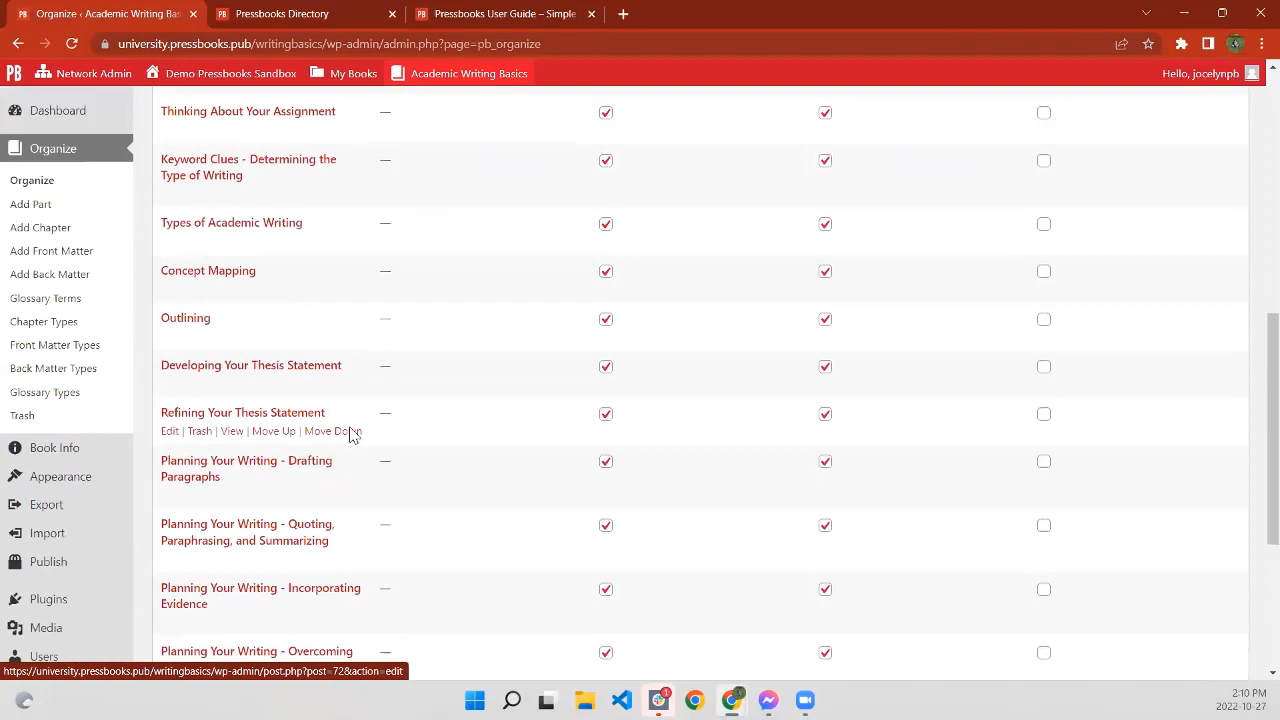 Organize ‹ Academic Writing Bas
Pressbooks Directory
Pressbooks User Guide – Simple
university.pressbooks.pub/writingbasics/wp-admin/admin.php?page=pb_organize
PB Network Admin Demo Pressbooks Sandbox My Books Academic Writing Basics Hello, jocelynpb
Dashboard
Organize
Organize
Add Part
Add Chapter
Add Front Matter
Add Back Matter
Glossary Terms
Chapter Types
Front Matter Types
Back Matter Types
Glossary Types
Trash
Book Info
Appearance
Export
Import
Publish
Plugins
Media
Users
Thinking About Your Assignment —
Keyword Clues - Determining the —
Type of Writing
Types of Academic Writing —
Concept Mapping —
Outlining —
Developing Your Thesis Statement —
Refining Your Thesis Statement —
Edit | Trash | View | Move Up | Move Down
Planning Your Writing - Drafting —
Paragraphs
Planning Your Writing - Quoting, —
Paraphrasing, and Summarizing
Planning Your Writing - Incorporating —
Evidence
Planning Your Writing - Overcoming —
https://university.pressbooks.pub/writingbasics/wp-admin/post.php?post=72&action=edit
2:10 PM
2022-10-27